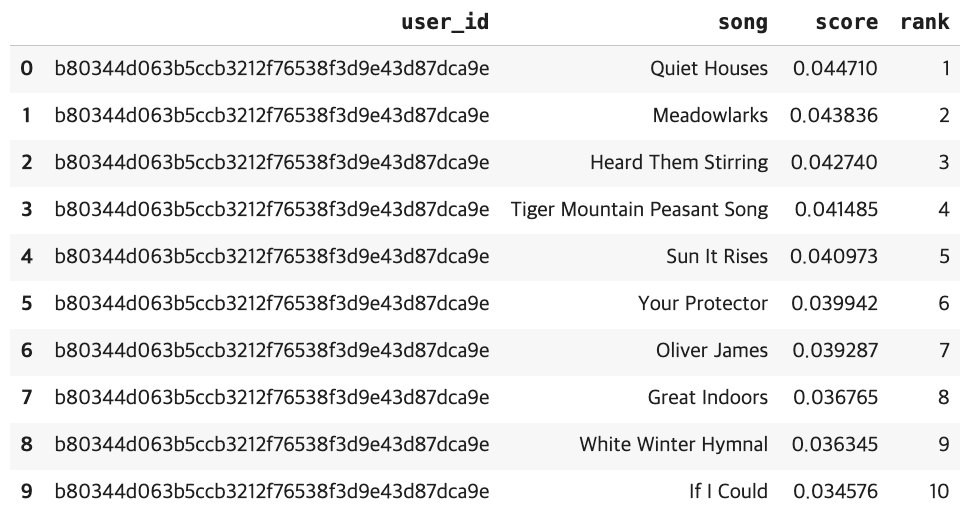 user_id song score rank
0 b80344d063b5ccb3212f76538f3d9e43d87dca9e Quiet Houses 0.044710 1
1 b80344d063b5ccb3212f76538f3d9e43d87dca9e Meadowlarks 0.043836 2
2 b80344d063b5ccb3212f76538f3d9e43d87dca9e Heard Them Stirring 0.042740 3
3 b80344d063b5ccb3212f76538f3d9e43d87dca9e Tiger Mountain Peasant Song 0.041485 4
4 b80344d063b5ccb3212f76538f3d9e43d87dca9e Sun It Rises 0.040973 5
5 b80344d063b5ccb3212f76538f3d9e43d87dca9e Your Protector 0.039942 6
6 b80344d063b5ccb3212f76538f3d9e43d87dca9e Oliver James 0.039287 7
7 b80344d063b5ccb3212f76538f3d9e43d87dca9e Great Indoors 0.036765 8
8 b80344d063b5ccb3212f76538f3d9e43d87dca9e White Winter Hymnal 0.036345 9
9 b80344d063b5ccb3212f76538f3d9e43d87dca9e If I Could 0.034576 10